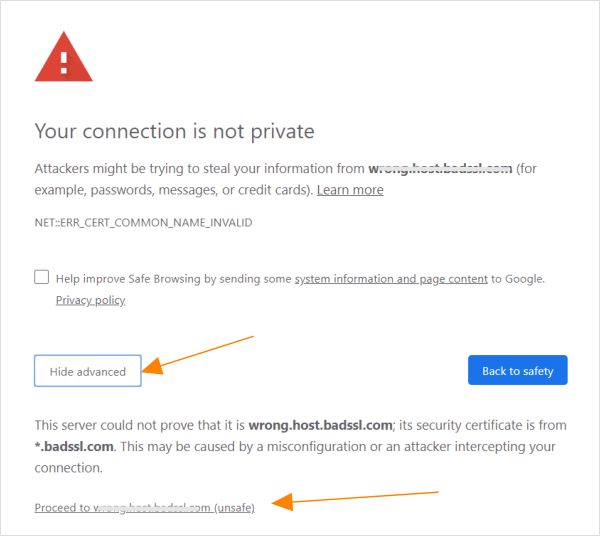 Your connection is not private
Attackers might be trying to steal your information from wrong.host.badssl.com (for
example, passwords, messages, or credit cards). Learn more
NET::ERR_CERT_COMMON_NAME_INVALID
Help improve Safe Browsing by sending some system information and page content to Google.
Privacy policy
Hide advanced
Back to safety
This server could not prove that it is wrong.host.badssl.com; its security certificate is from
*.badssl.com. This may be caused by a misconfiguration or an attacker intercepting your
connection.
Proceed to wrong.host.badssl.com (unsafe)